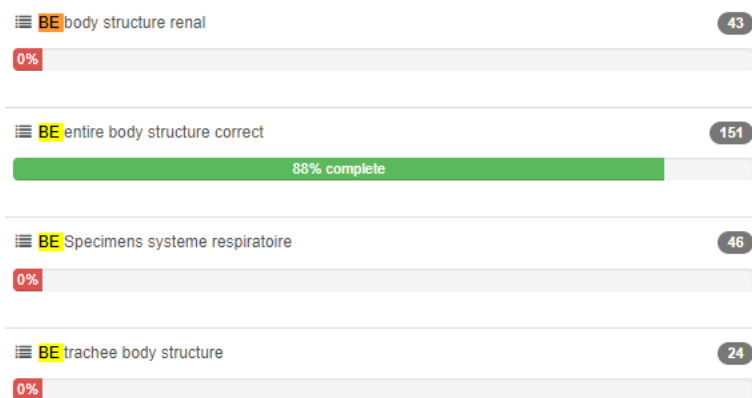 BE body structure renal 43
0%
BE entire body structure correct 151
88% complete
BE Specimens systeme respiratoire 46
0%
BE trachee body structure 24
0%